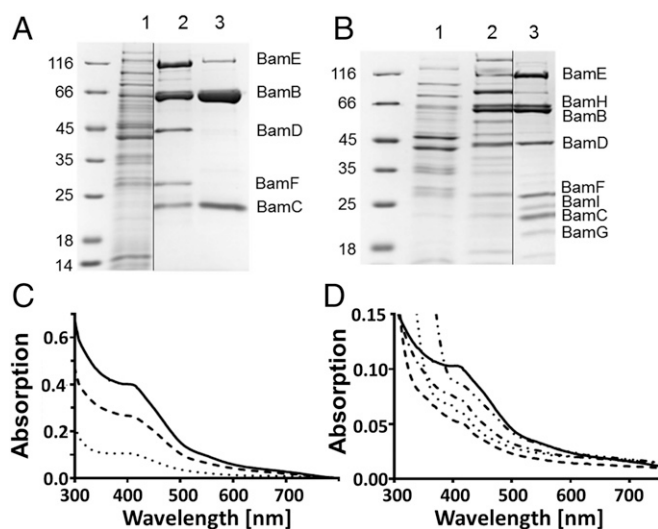 A
1 2 3
116
66
45
35
25
18
14
BamE
BamB
BamD
BamF
BamC
B
1 2 3
116
66
45
35
25
18
BamE
BamH
BamB
BamD
BamF
BamI
BamC
BamG
C
Absorption
0.6
0.4
0.2
0.0
300 400 500 600 700
Wavelength [nm]
D
Absorption
0.15
0.10
0.05
0.00
300 400 500 600 700
Wavelength [nm]